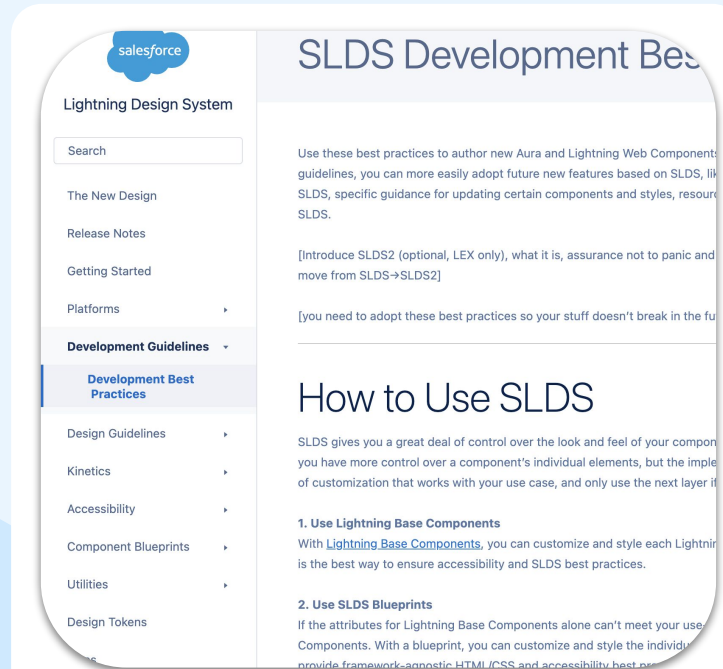 salesforce
Lightning Design System
Search
The New Design
Release Notes
Getting Started
Platforms
Development Guidelines
Development Best
Practices
Design Guidelines
Kinetics
Accessibility
Component Blueprints
Utilities
Design Tokens
SLDS Development Bes
Use these best practices to author new Aura and Lightning Web Components
guidelines, you can more easily adopt future new features based on SLDS, lik
SLDS, specific guidance for updating certain components and styles, resour
SLDS.
[Introduce SLDS2 (optional, LEX only), what it is, assurance not to panic and
move from SLDS→SLDS2]
[you need to adopt these best practices so your stuff doesn't break in the fu
How to Use SLDS
SLDS gives you a great deal of control over the look and feel of your compon
you have more control over a component's individual elements, but the imple
of customization that works with your use case, and only use the next layer if
1. Use Lightning Base Components
With Lightning Base Components, you can customize and style each Lightnin
is the best way to ensure accessibility and SLDS best practices.
2. Use SLDS Blueprints
If the attributes for Lightning Base Components alone can't meet your use
Components. With a blueprint, you can customize and style the individu
provide framework-agnostic HTML/CSS and accessibility best pra